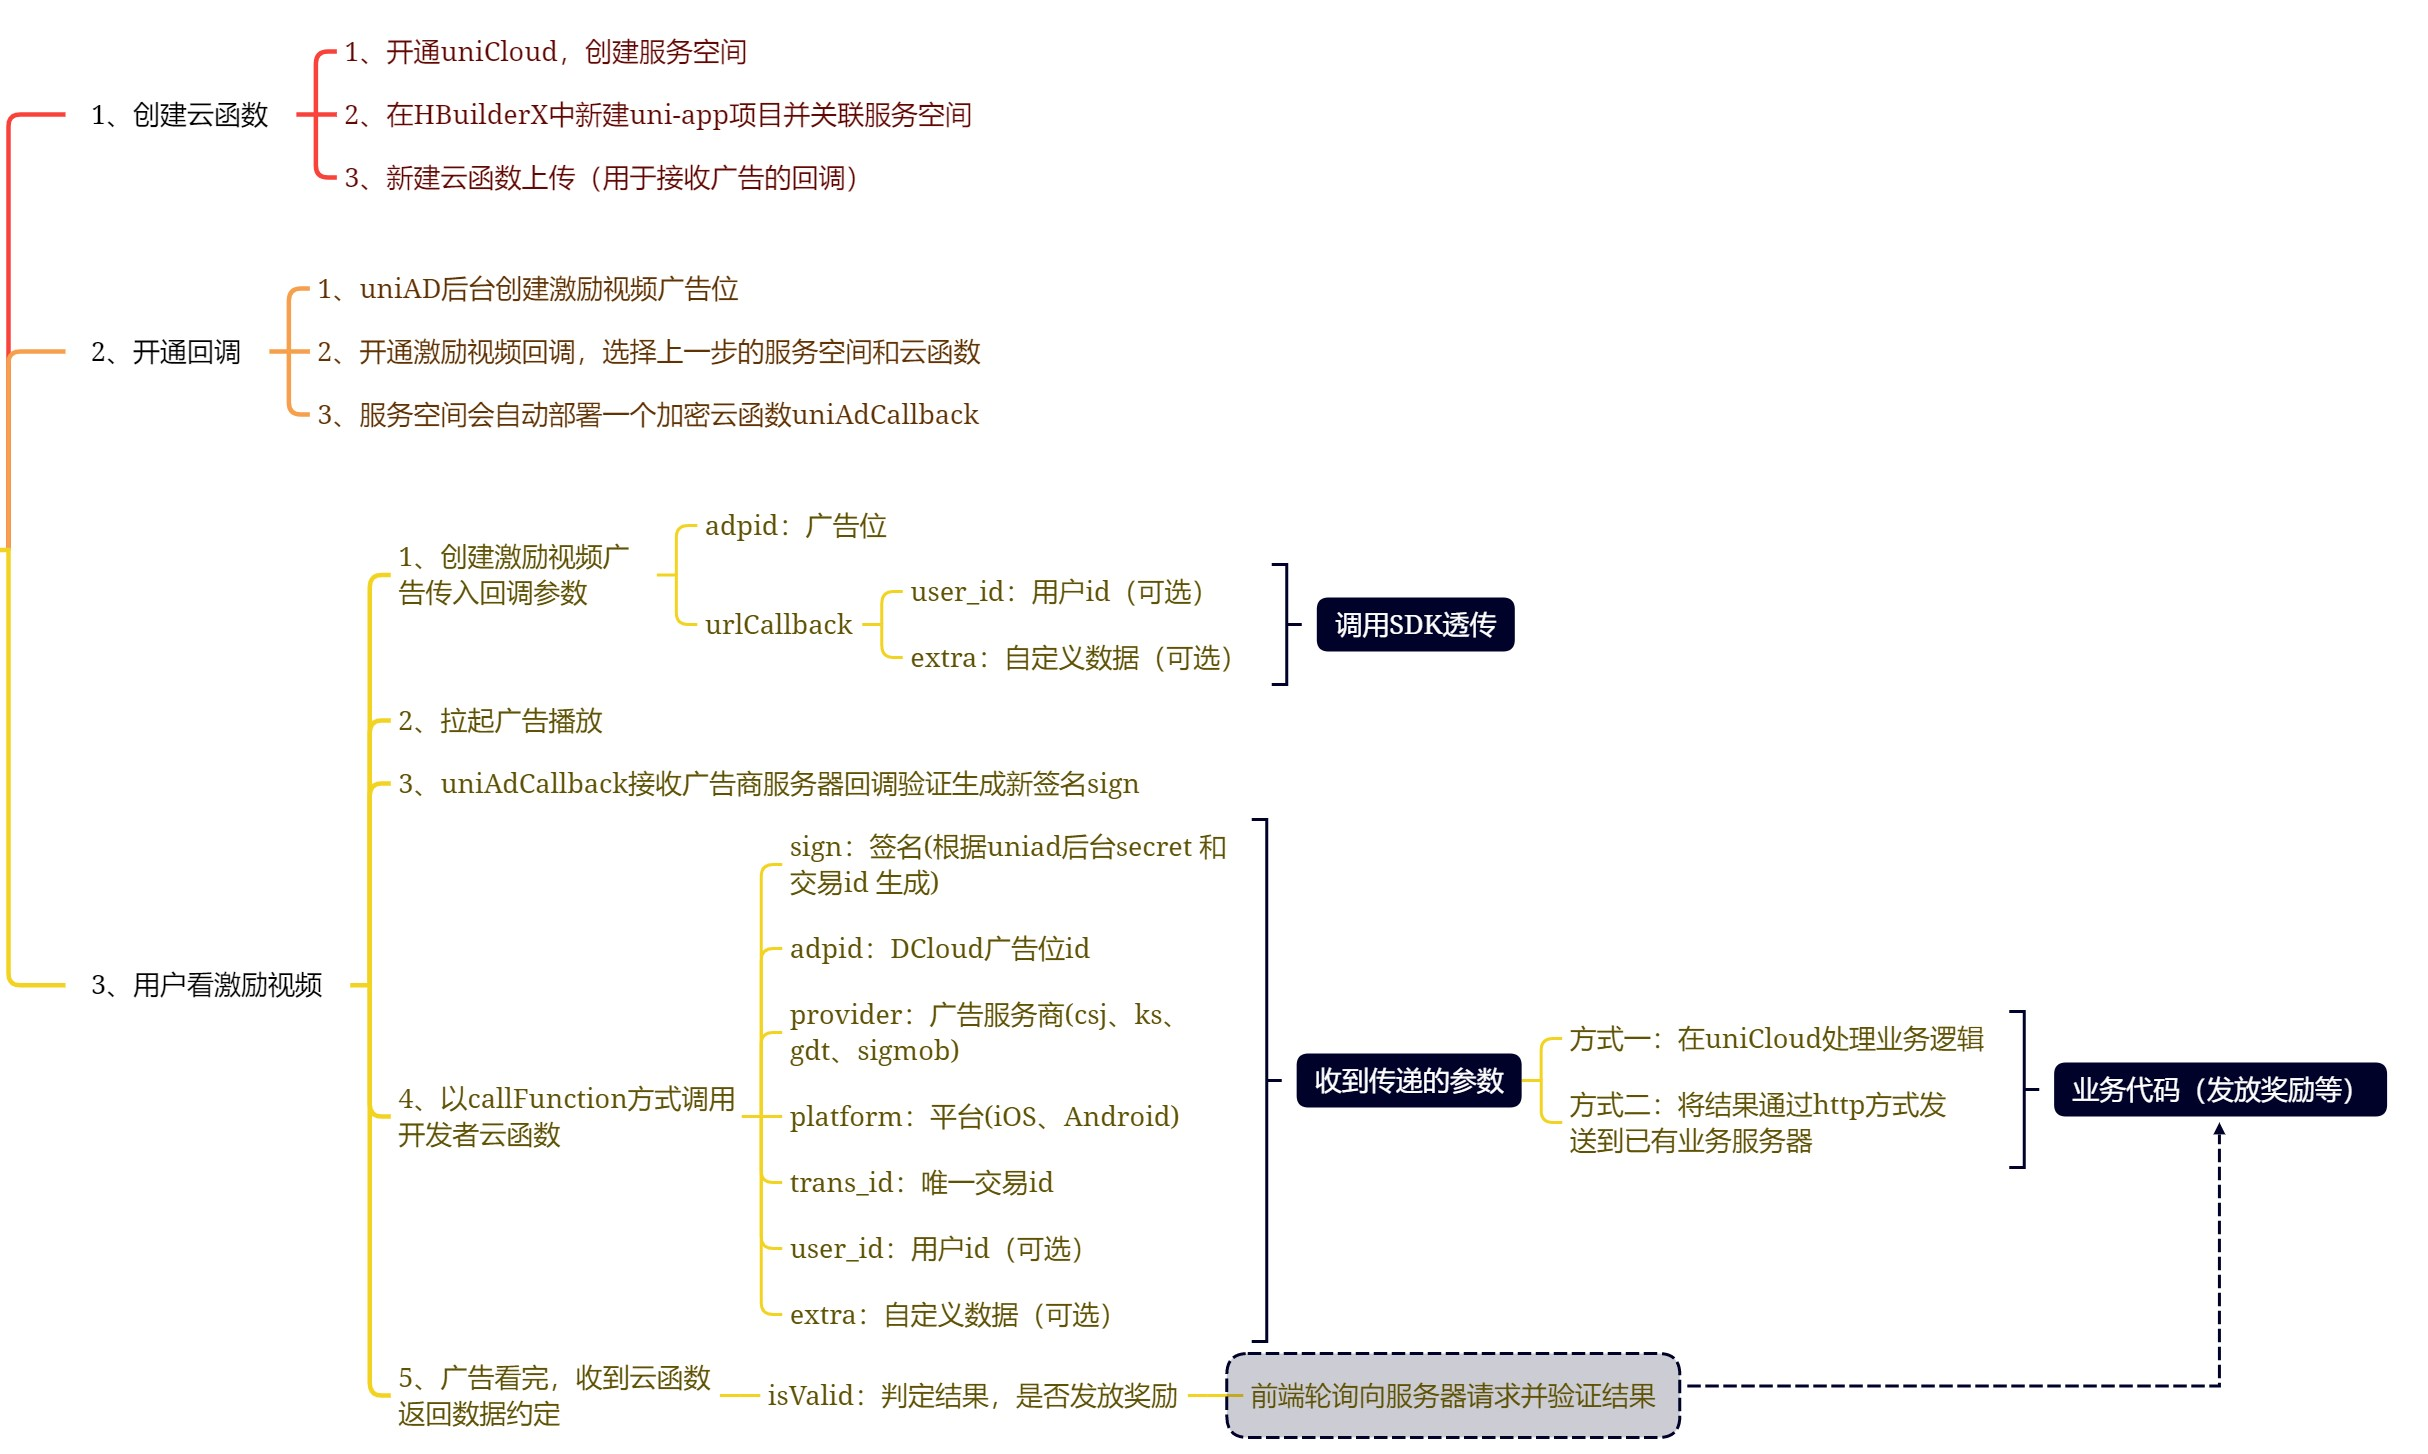 1、创建云函数
1、开通uniCloud，创建服务空间
2、在HBuilderX中新建uni-app项目并关联服务空间
3、新建云函数上传（用于接收广告的回调）
2、开通回调
1、uniAD后台创建激励视频广告位
2、开通激励视频回调，选择上一步的服务空间和云函数
3、服务空间会自动部署一个加密云函数uniAdCallback
3、用户看激励视频
1、创建激励视频广
告传入回调参数
adpid：广告位
urlCallback
user_id：用户id（可选）
extra：自定义数据（可选）
调用SDK透传
2、拉起广告播放
3、uniAdCallback接收广告商服务器回调验证生成新签名sign
4、以callFunction方式调用
开发者云函数
sign：签名(根据uniad后台secret 和
交易id 生成)
adpid：DCloud广告位id
provider：广告服务商(csj、ks、
gdt、sigmob)
platform：平台(iOS、Android)
trans_id：唯一交易id
user_id：用户id（可选）
extra：自定义数据（可选）
收到传递的参数
方式一：在uniCloud处理业务逻辑
方式二：将结果通过http方式发
送到已有业务服务器
业务代码（发放奖励等）
5、广告看完，收到云函数
返回数据约定
isValid：判定结果，是否发放奖励
前端轮询向服务器请求并验证结果